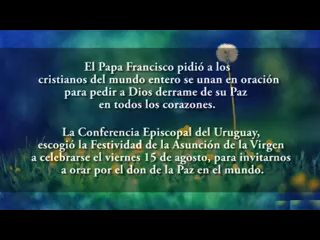 El Papa Francisco pidió a los
cristianos del mundo entero se unan en oración
para pedir a Dios derrame de su Paz
en todos los corazones.
La Conferencia Episcopal del Uruguay,
escogió la Festividad de la Asunción de la Virgen
a celebrarse el viernes 15 de agosto, para invitarnos
a orar por el don de la Paz en el mundo.